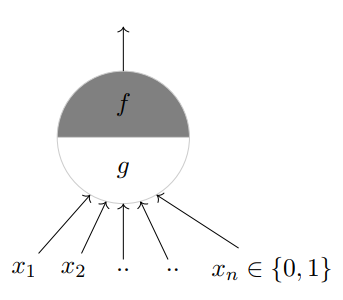 f
g
x₁ x₂ .. .. xₙ ∈ {0, 1}